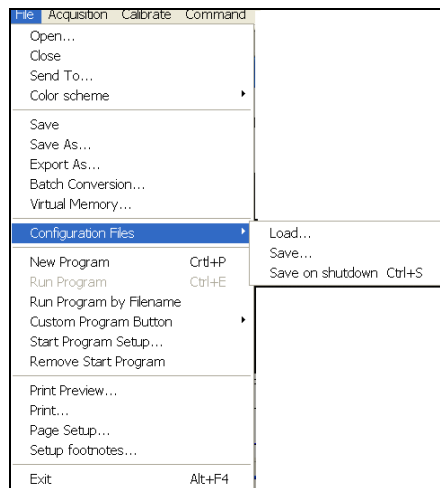 File Acquisition Calibrate Command
Open...
Close
Send To...
Color scheme
Save
Save As...
Export As...
Batch Conversion...
Virtual Memory...
Configuration Files
Load...
Save...
Save on shutdown Ctrl+S
New Program Crtl+P
Run Program Ctrl+E
Run Program by Filename
Custom Program Button
Start Program Setup...
Remove Start Program
Print Preview...
Print...
Page Setup...
Setup footnotes...
Exit Alt+F4